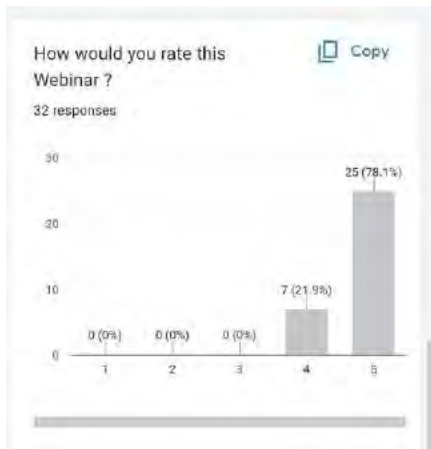 How would you rate this
Webinar ?
Copy
32 responses
30
25 (78.1%)
20
10
7 (21.9%)
0 (0%) 0 (0%) 0 (0%)
0
1 2 3 4 5